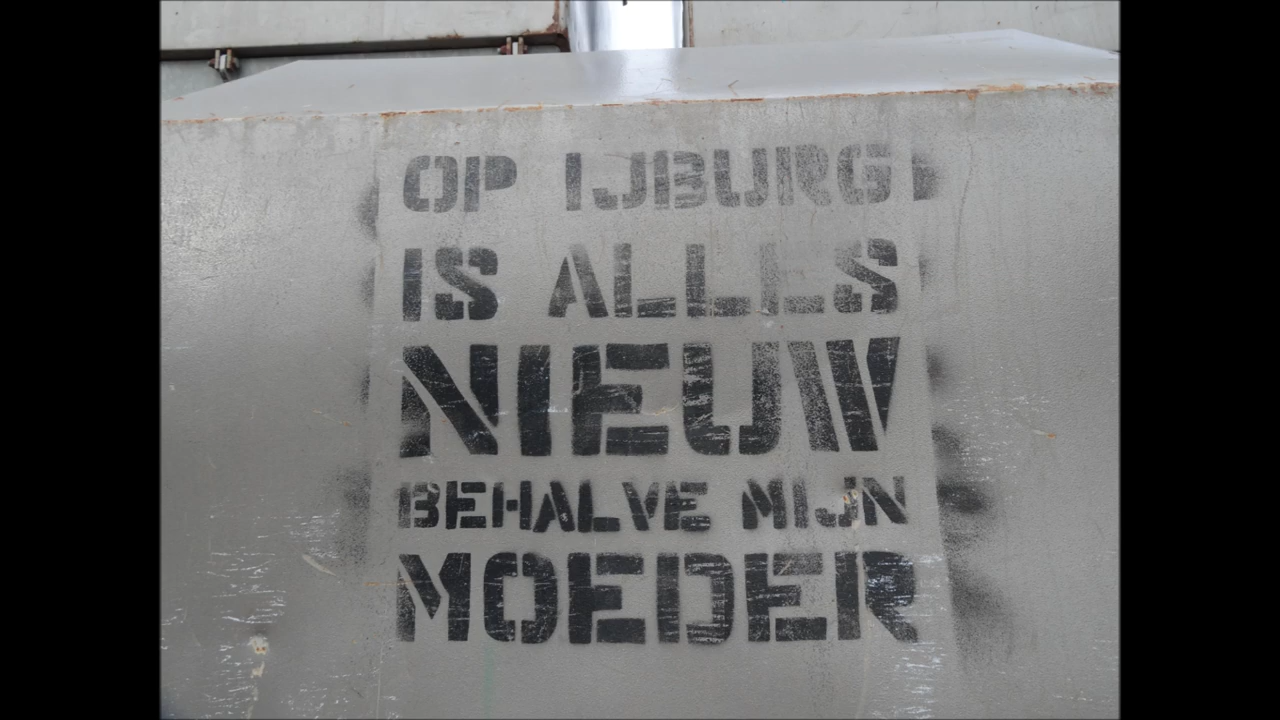 OP IJBURG
IS ALLES
NIEUW
BEHALVE MIJN
MOEDER